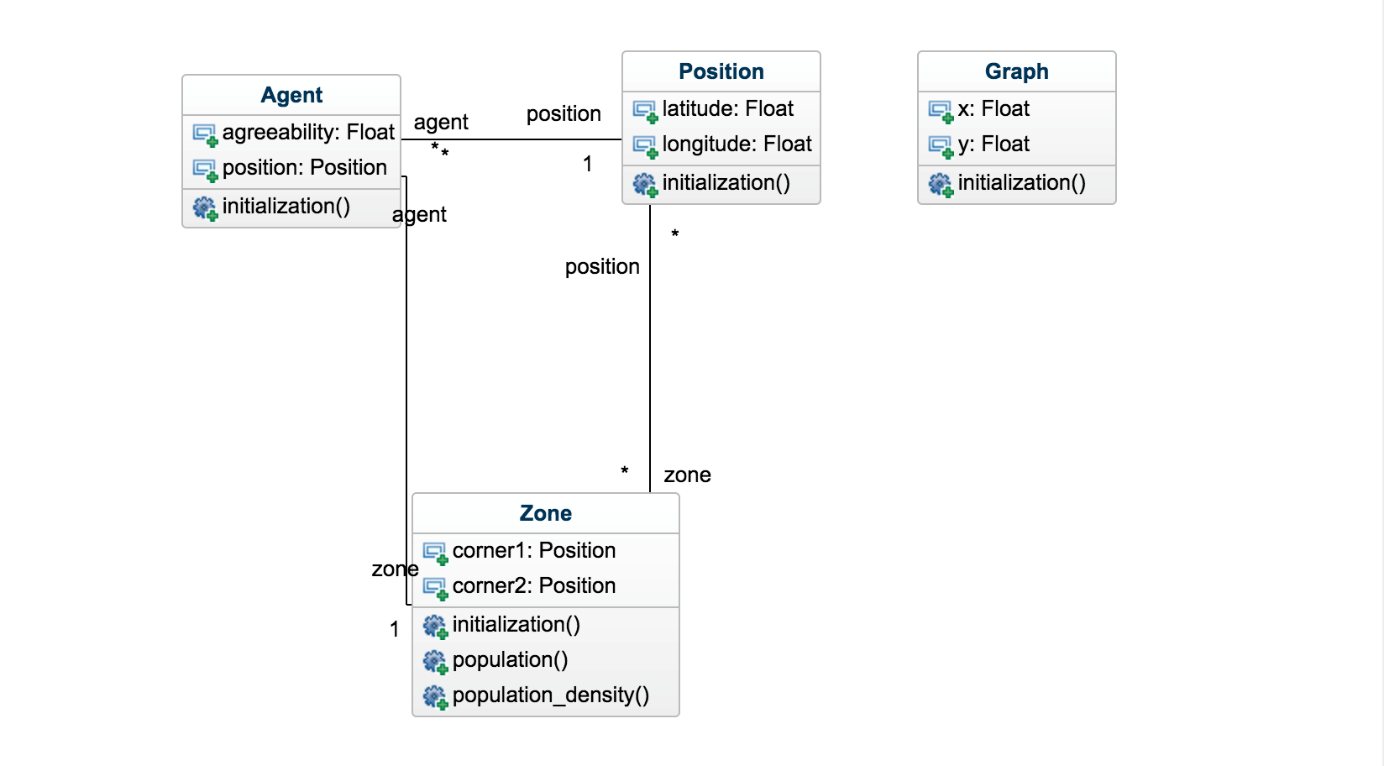 Agent
agreeability: Float
position: Position
initialization()
agent
position
**
1
agent
Position
latitude: Float
longitude: Float
initialization()
Graph
x: Float
y: Float
initialization()
*
position
*
zone
zone
1
Zone
corner1: Position
corner2: Position
initialization()
population()
population_density()